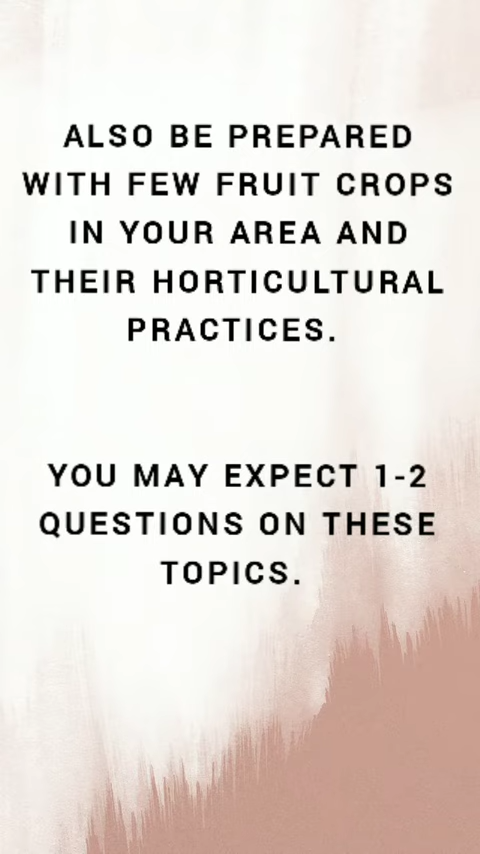 ALSO BE PREPARED
WITH FEW FRUIT CROPS
IN YOUR AREA AND
THEIR HORTICULTURAL
PRACTICES.
YOU MAY EXPECT 1-2
QUESTIONS ON THESE
TOPICS.